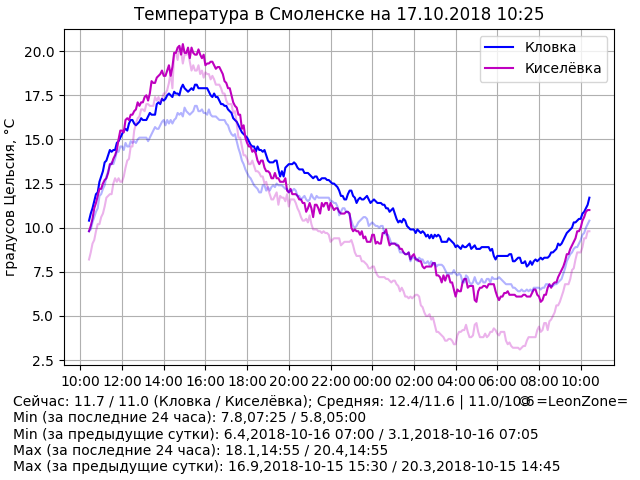 Температура в Смоленске на 17.10.2018 10:25
Кловка
Киселёвка
градусов Цельсия, °C
20.0
17.5
15.0
12.5
10.0
7.5
5.0
2.5
10:00 12:00 14:00 16:00 18:00 20:00 22:00 00:00 02:00 04:00 06:00 08:00 10:00
Сейчас: 11.7 / 11.0 (Кловка / Киселёвка); Средняя: 12.4/11.6 | 11.0/10.6 =LeonZone=
Min (за последние 24 часа): 7.8,07:25 / 5.8,05:00
Min (за предыдущие сутки): 6.4,2018-10-16 07:00 / 3.1,2018-10-16 07:05
Max (за последние 24 часа): 18.1,14:55 / 20.4,14:55
Max (за предыдущие сутки): 16.9,2018-10-15 15:30 / 20.3,2018-10-15 14:45